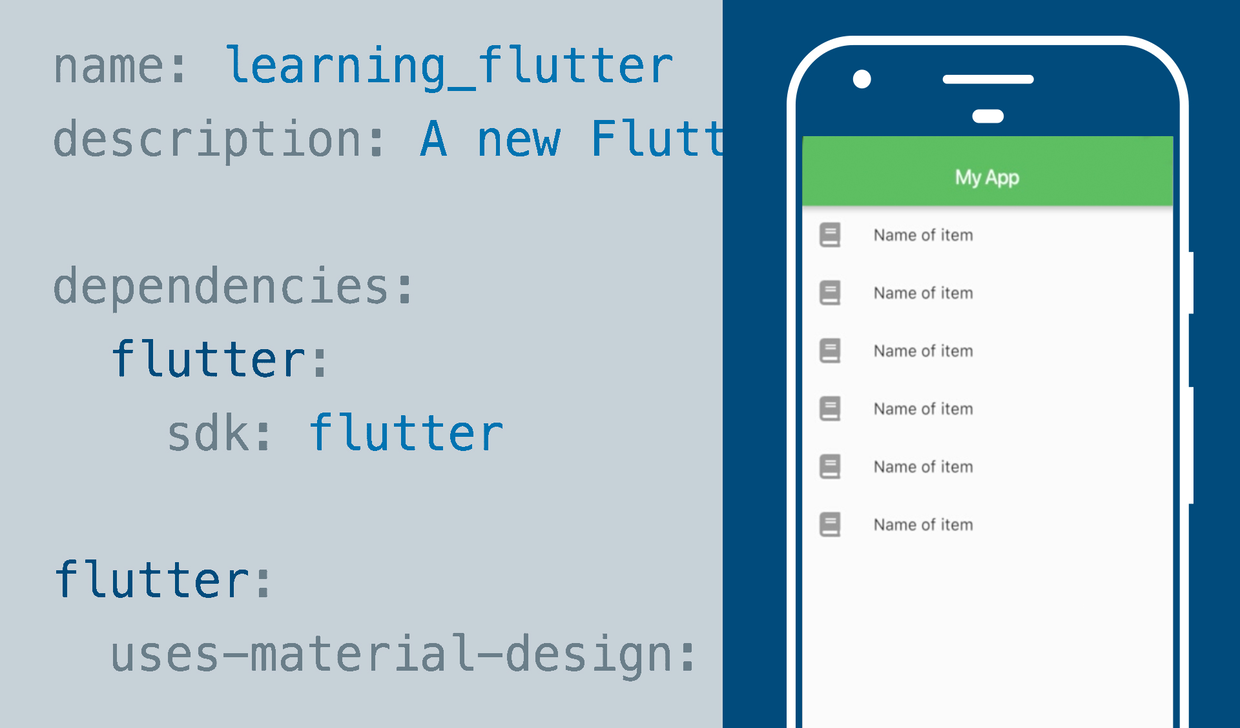 name: learning_flutter
description: A new Flutt

dependencies:
  flutter:
    sdk: flutter

flutter:
  uses-material-design:
My App
Name of item
Name of item
Name of item
Name of item
Name of item
Name of item